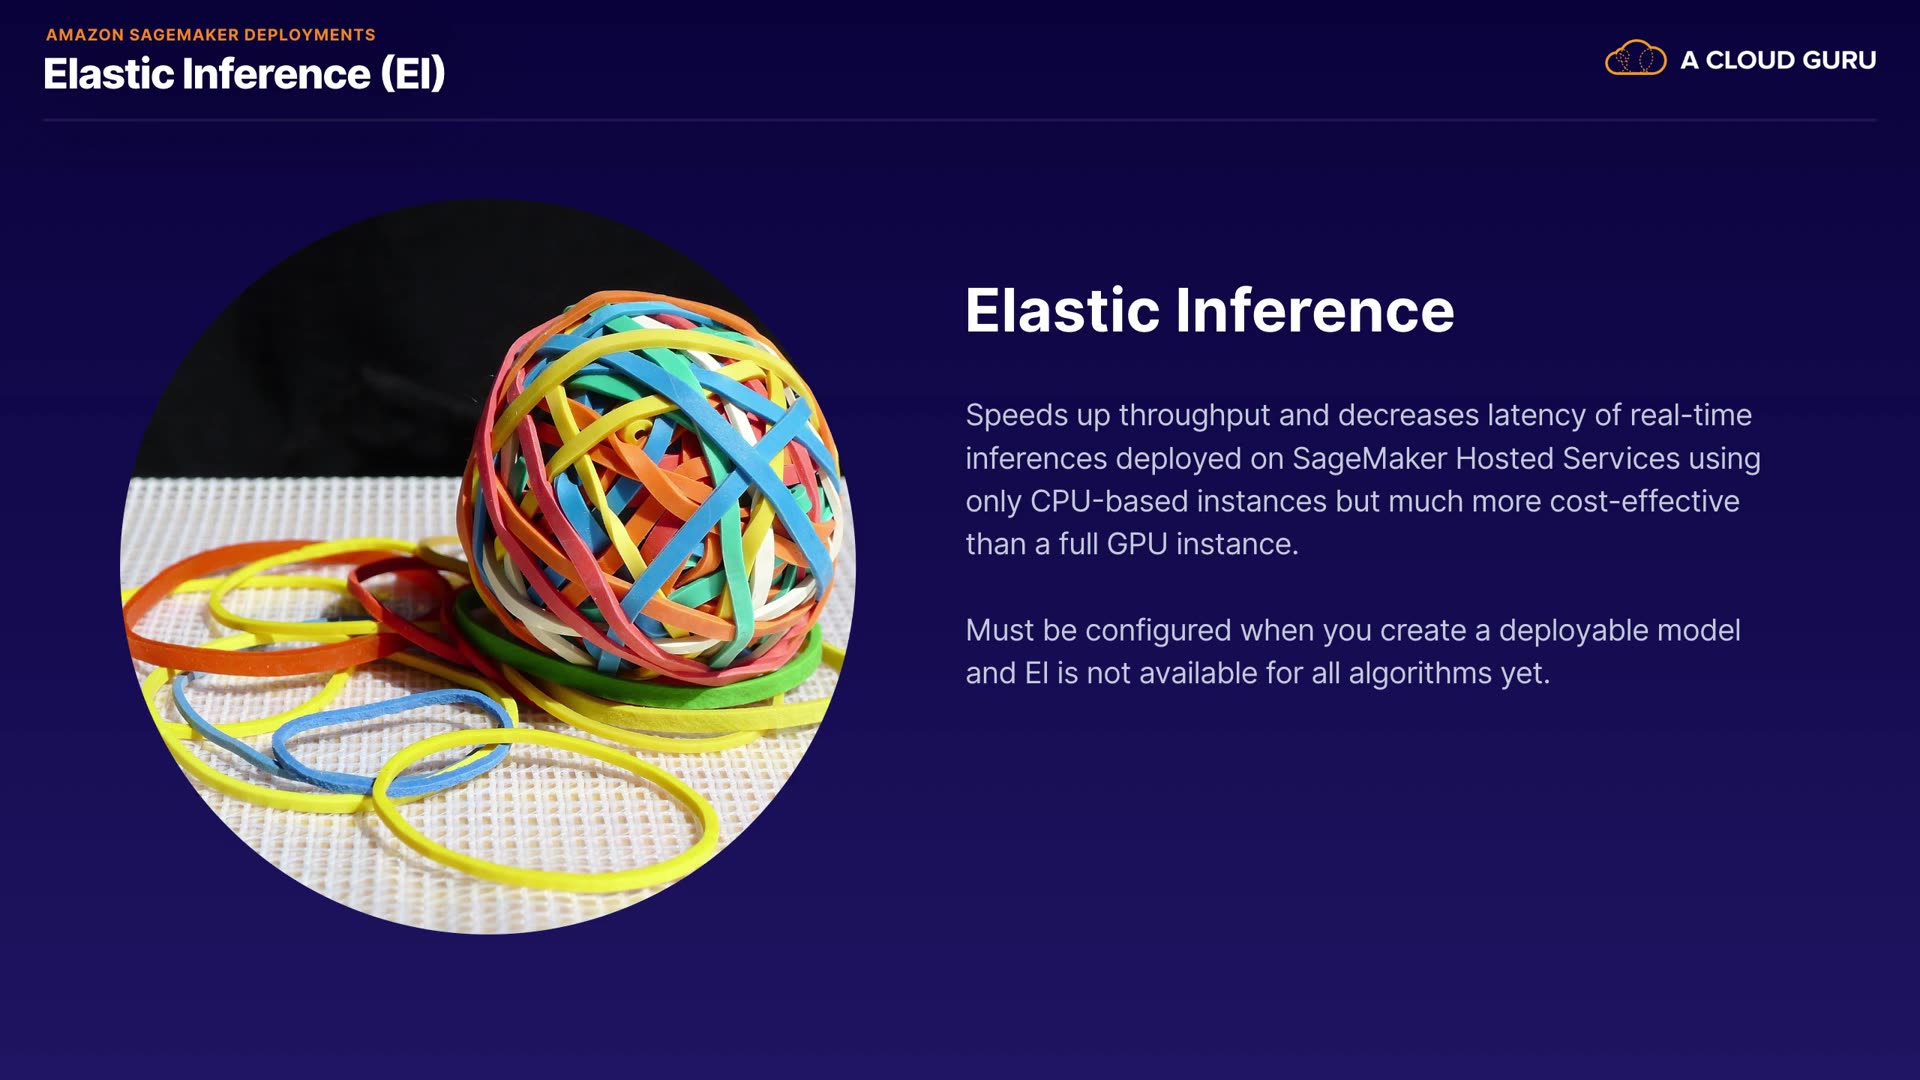 AMAZON SAGEMAKER DEPLOYMENTS
Elastic Inference (EI)
A CLOUD GURU
Elastic Inference
Speeds up throughput and decreases latency of real-time
inferences deployed on SageMaker Hosted Services using
only CPU-based instances but much more cost-effective
than a full GPU instance.
Must be configured when you create a deployable model
and EI is not available for all algorithms yet.